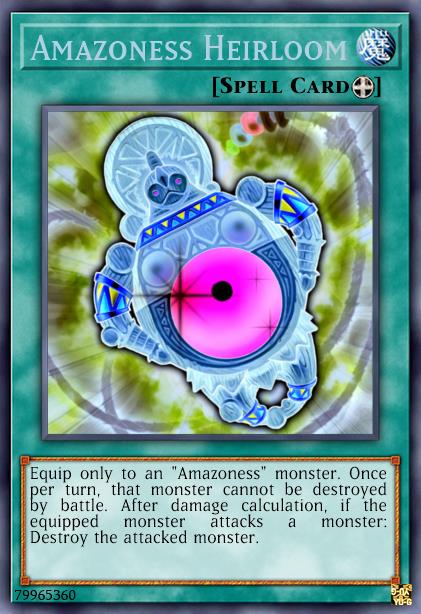 AMAZONESS HEIRLOOM
魔
[SPELL CARD]
Equip only to an "Amazoness" monster. Once
per turn, that monster cannot be destroyed
by battle. After damage calculation, if the
equipped monster attacks a monster:
Destroy the attacked monster.
79965360